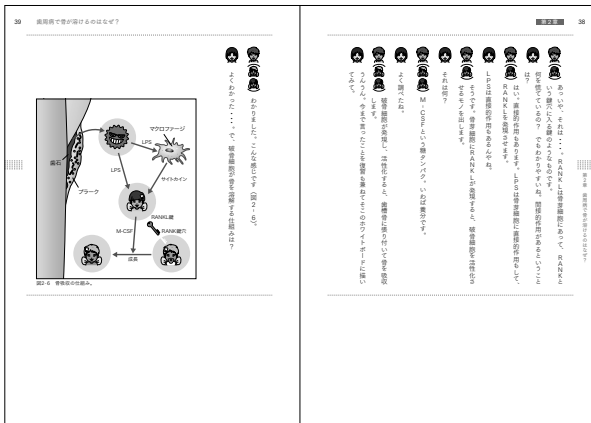 第2章
38
第2章 歯周病で骨が溶けるのはなぜ?
あっいや、それは・・・。RANKLは骨芽細胞にあって、RANKと
いう鍵穴に入る鍵のようなものです。
何を慌てているの? でもわかりやすいね。間接的作用があるということ
は?
はい。直接的作用もあります。LPSは骨芽細胞に直接的作用もして、
RANKLを発現させます。
LPSは直接的作用もあるんやね。
そうです。骨芽細胞にRANKLが発現すると、破骨細胞を活性化さ
せるモノを出します。
それは何?
M-CSFという糖タンパク、いわば養分です。
よく調べたね。
破骨細胞が発現し、活性化すると、歯槽骨に張り付いて骨を吸収
します。
うんうん。今まで言ったことを復習も兼ねてそこのホワイトボードに描い
てみて。
39
歯周病で骨が溶けるのはなぜ?
わかりました。こんな感じです(図2-6)。
よくわかった・・・。で、破骨細胞が骨を溶解する仕組みは?
マクロファージ
LPS
歯石
プラーク
LPS
サイトカイン
RANKL鍵
M-CSF
RANK鍵穴
成長
図2-6 骨吸収の仕組み。